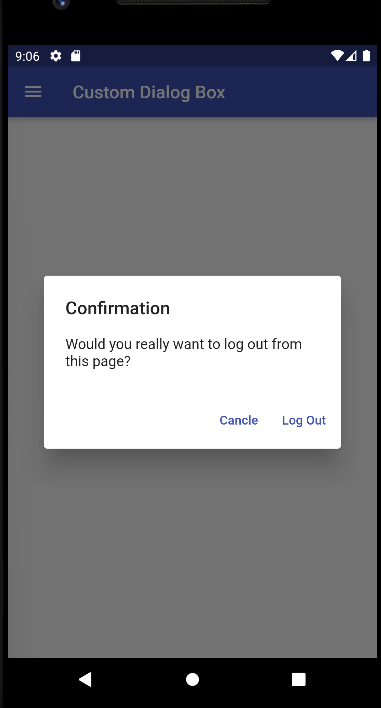 9:06
Custom Dialog Box
Confirmation
Would you really want to log out from
this page?
Cancle Log Out